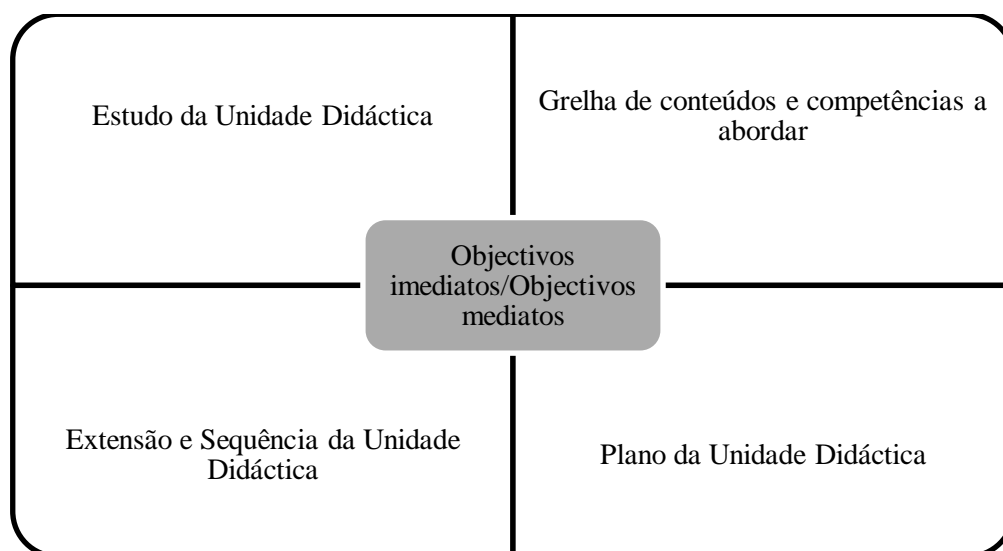 Estudo da Unidade Didáctica
Grelha de conteúdos e competências a
abordar
Objectivos
imediatos/Objectivos
mediatos
Extensão e Sequência da Unidade
Didáctica
Plano da Unidade Didáctica